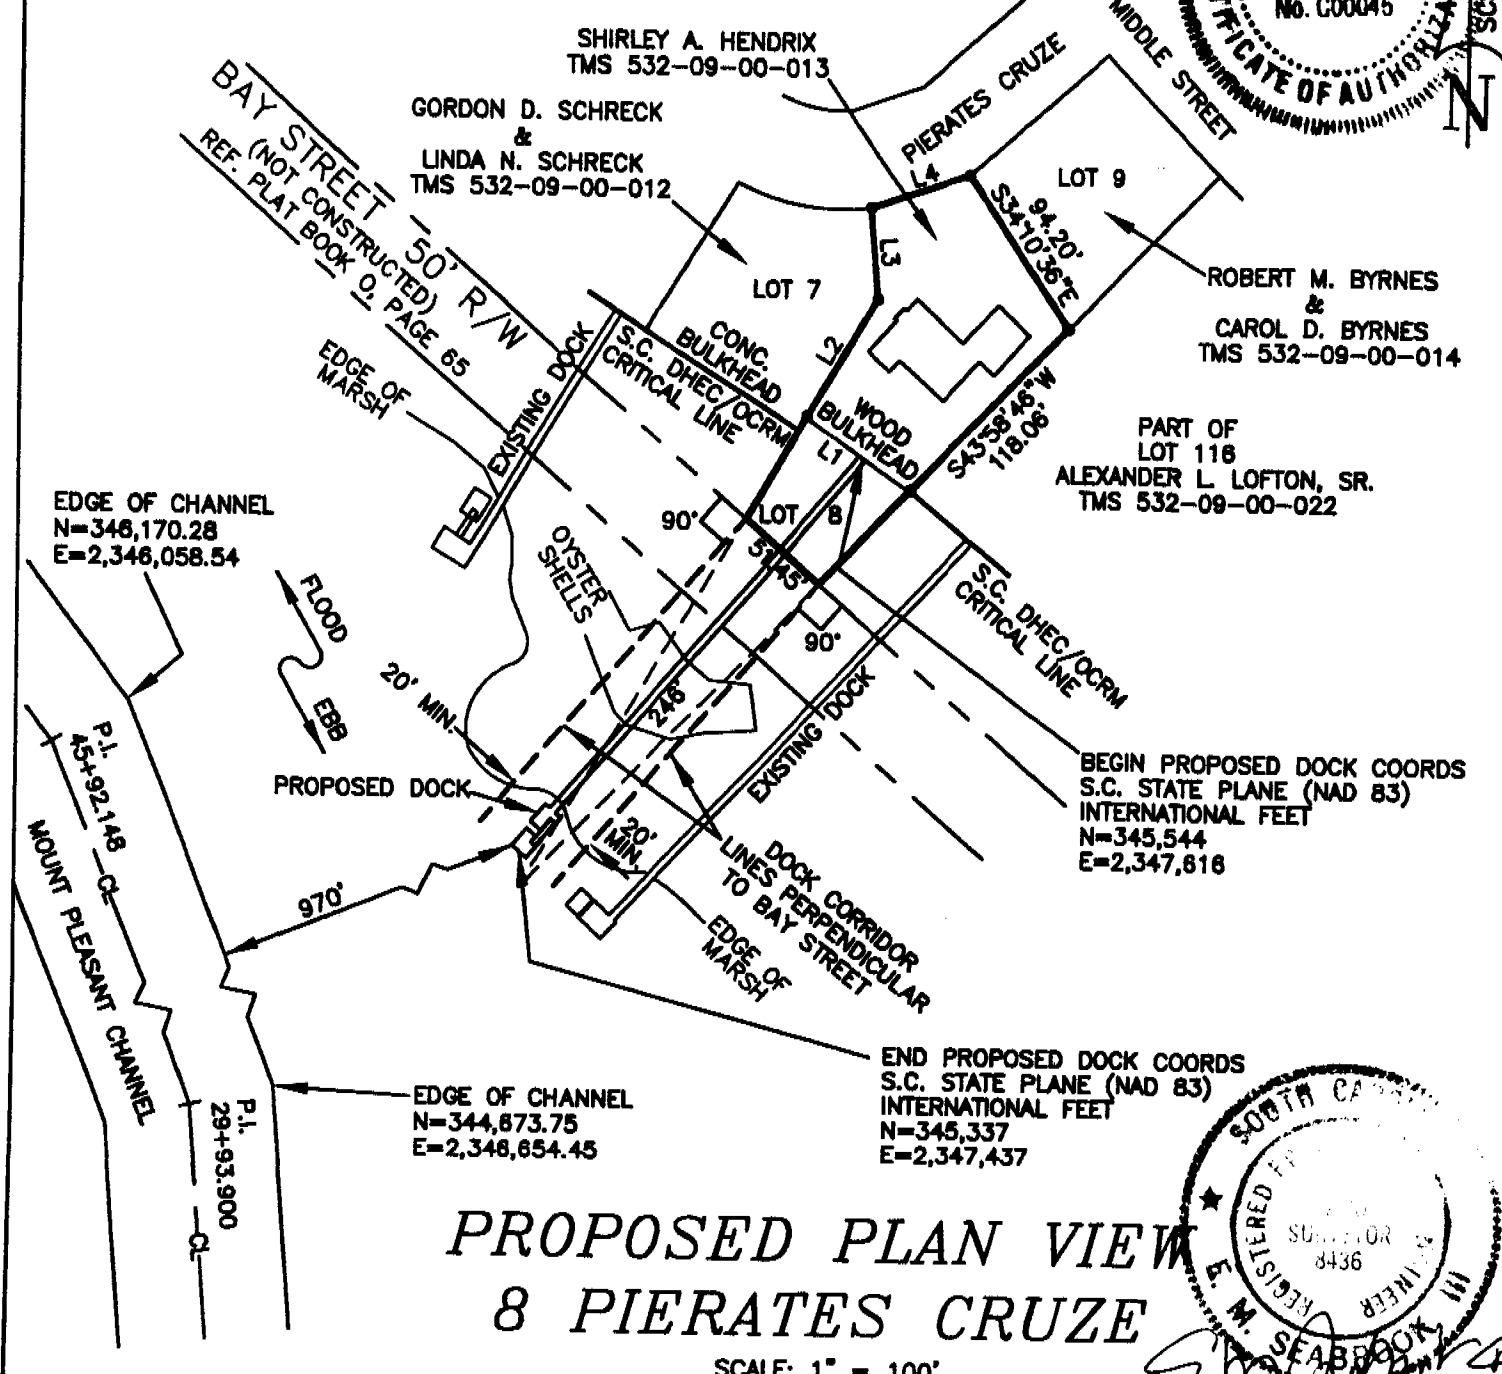 No. C00045
CERTIFICATE OF AUTHORIZA
SC
N
SHIRLEY A. HENDRIX
TMS 532-09-00-013
GORDON D. SCHRECK
&
LINDA N. SCHRECK
TMS 532-09-00-012
BAY STREET 50' R/W
(NOT CONSTRUCTED)
REF. PLAT BOOK O, PAGE 65
PIERATES CRUZE
MIDDLE STREET
L4
LOT 9
94.20'
S34°10'36"E
L3
LOT 7
ROBERT M. BYRNES
&
CAROL D. BYRNES
TMS 532-09-00-014
EDGE OF
MARSH
EXISTING DOCK
CONC.
BULKHEAD
S.C. DHEC/OCRM
CRITICAL LINE
L2
WOOD
BULKHEAD
L1
S43°58'46"W
118.06'
PART OF
LOT 116
ALEXANDER L. LOFTON, SR.
TMS 532-09-00-022
EDGE OF CHANNEL
N=346,170.28
E=2,346,058.54
90°
LOT 8
51.45'
OYSTER
SHELLS
FLOOD
EBB
90°
S.C. DHEC/OCRM
CRITICAL LINE
20' MIN.
246'
EXISTING DOCK
PROPOSED DOCK
BEGIN PROPOSED DOCK COORDS
S.C. STATE PLANE (NAD 83)
INTERNATIONAL FEET
N=345,544
E=2,347,616
P.I.
45+92.148
CL
MOUNT PLEASANT CHANNEL
20'
MIN.
DOCK CORRIDOR
LINES PERPENDICULAR
TO BAY STREET
970'
EDGE OF
MARSH
END PROPOSED DOCK COORDS
S.C. STATE PLANE (NAD 83)
INTERNATIONAL FEET
N=345,337
E=2,347,437
EDGE OF CHANNEL
N=344,673.75
E=2,346,654.45
P.I.
29+93.900
CL
PROPOSED PLAN VIEW
8 PIERATES CRUZE
SCALE: 1" = 100'
SOUTH CA
REGISTERED
8436
E. M. SEABROOK III